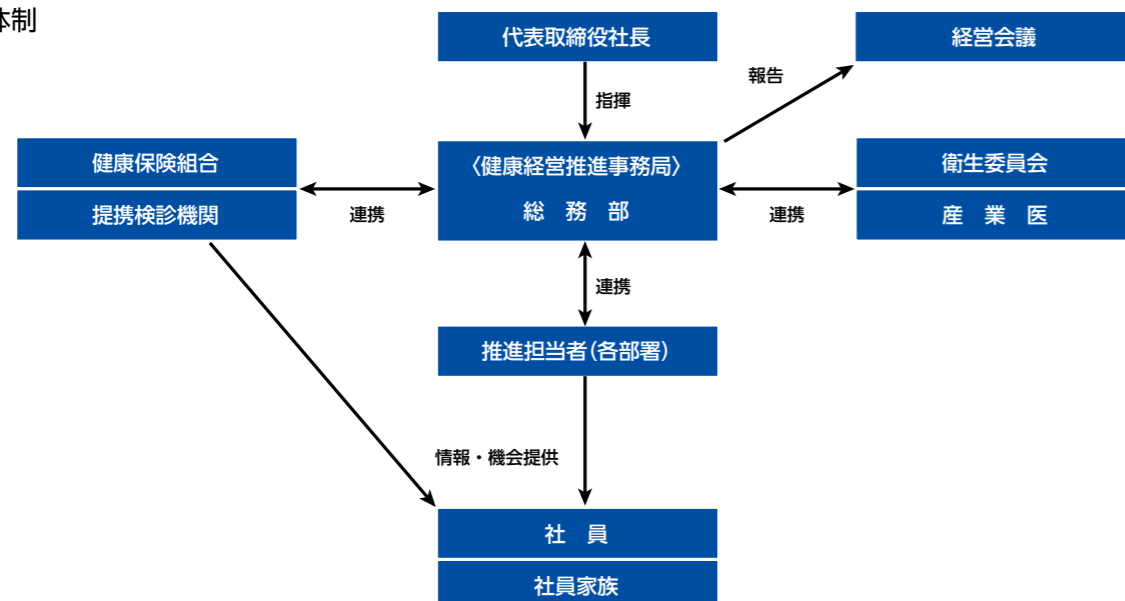 体制
代表取締役社長
経営会議
報告
指揮
健康保険組合
提携検診機関
連携
〈健康経営推進事務局〉
総　務　部
連携
衛生委員会
産　業　医
連携
推進担当者（各部署）
情報・機会提供
社　員
社員家族